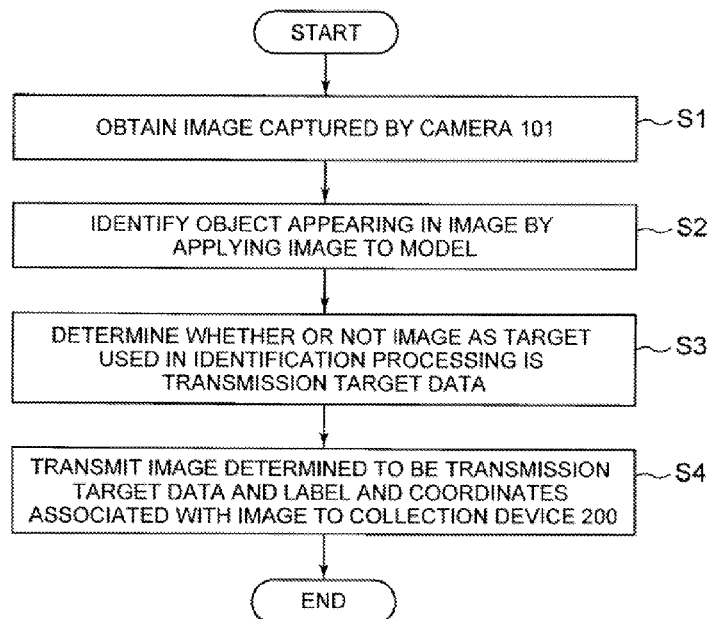 START
OBTAIN IMAGE CAPTURED BY CAMERA 101
S1
IDENTIFY OBJECT APPEARING IN IMAGE BY
APPLYING IMAGE TO MODEL
S2
DETERMINE WHETHER OR NOT IMAGE AS TARGET
USED IN IDENTIFICATION PROCESSING IS
TRANSMISSION TARGET DATA
S3
TRANSMIT IMAGE DETERMINED TO BE TRANSMISSION
TARGET DATA AND LABEL AND COORDINATES
ASSOCIATED WITH IMAGE TO COLLECTION DEVICE 200
S4
END